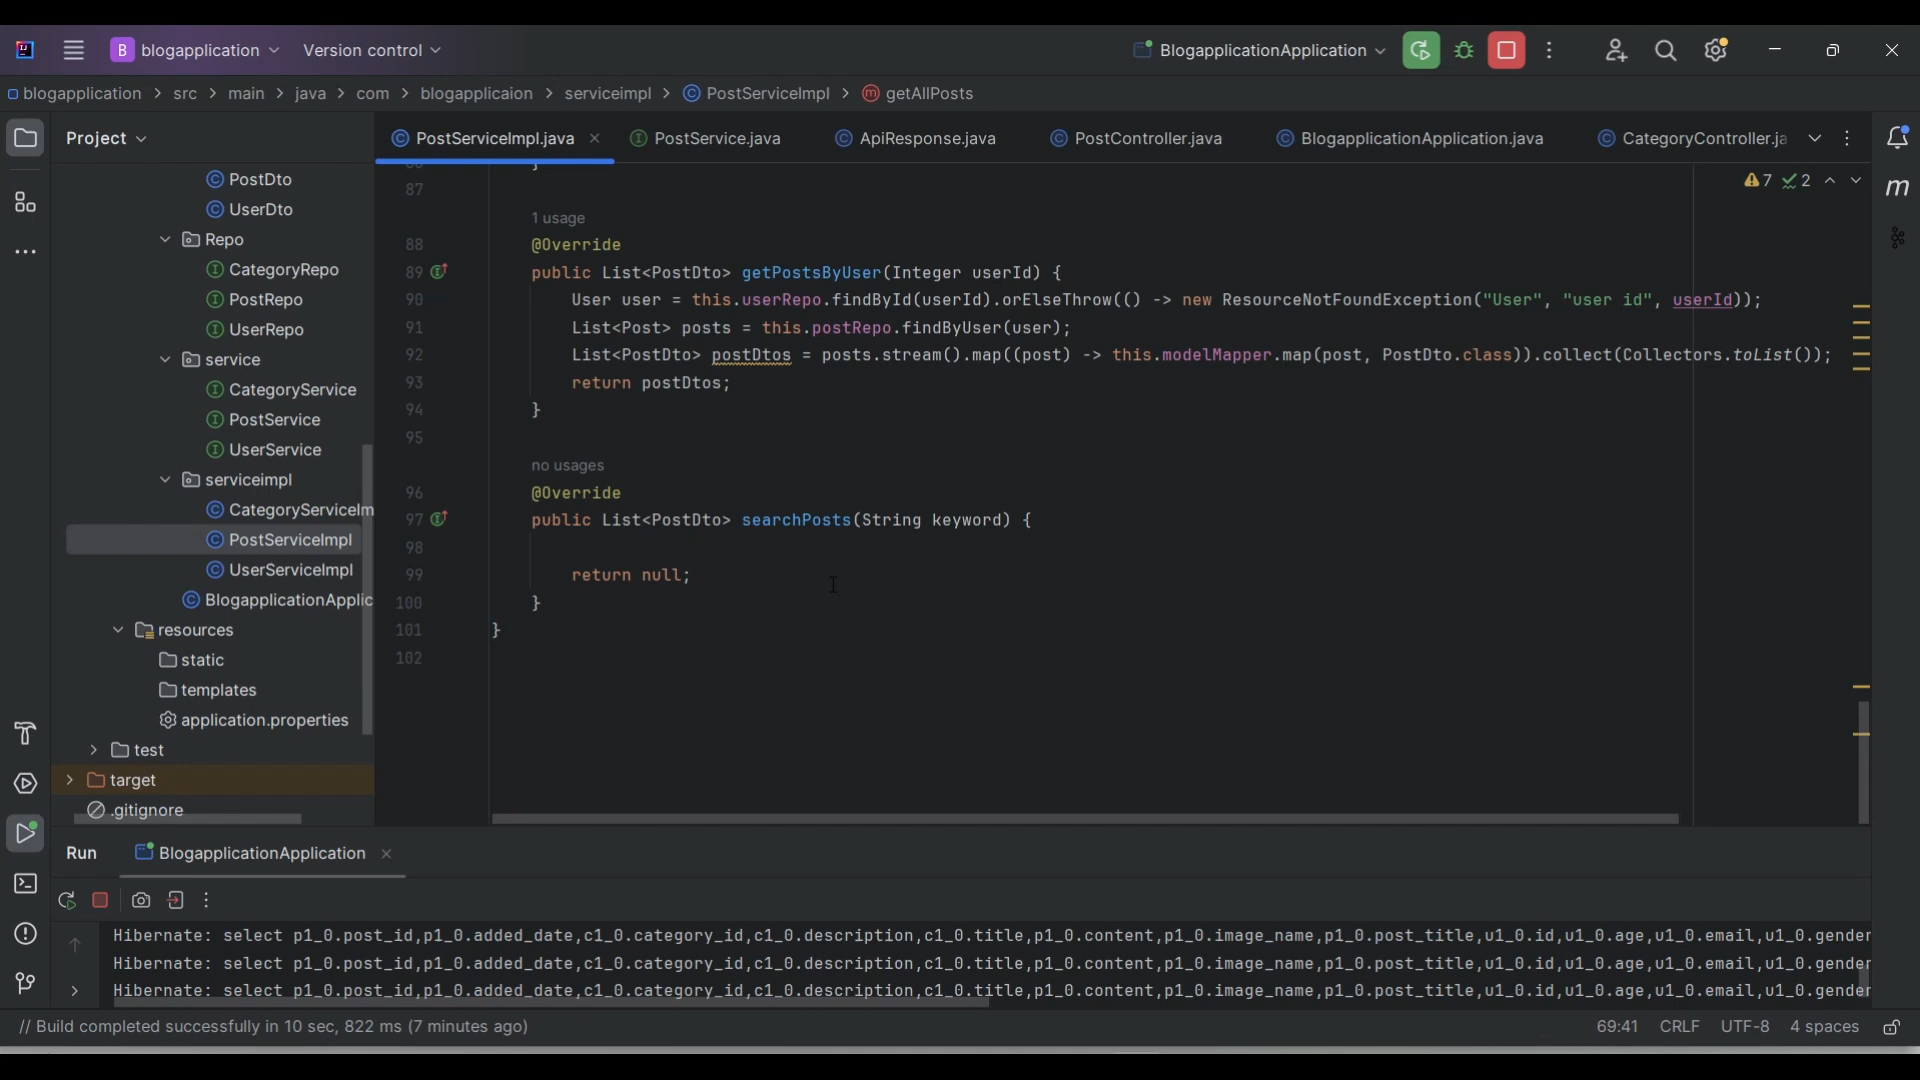 B blogapplication Version control BlogapplicationApplication
blogapplication > src > main > java > com > blogapplicaion > serviceimpl > PostServiceImpl > getAllPosts
Project PostServiceImpl.java PostService.java ApiResponse.java PostController.java BlogapplicationApplication.java CategoryController.ja
7 2
PostDto
UserDto
Repo
CategoryRepo
PostRepo
UserRepo
service
CategoryService
PostService
UserService
serviceimpl
CategoryServiceIm
PostServiceImpl
UserServiceImpl
BlogapplicationApplic
resources
static
templates
application.properties
test
target
.gitignore
87
1 usage
88 @Override
89 public List<PostDto> getPostsByUser(Integer userId) {
90 User user = this.userRepo.findById(userId).orElseThrow(() -> new ResourceNotFoundException("User", "user id", userId));
91 List<Post> posts = this.postRepo.findByUser(user);
92 List<PostDto> postDtos = posts.stream().map((post) -> this.modelMapper.map(post, PostDto.class)).collect(Collectors.toList());
93 return postDtos;
94 }
95
no usages
96 @Override
97 public List<PostDto> searchPosts(String keyword) {
98
99 return null;
100 }
101 }
102
Run BlogapplicationApplication
Hibernate: select p1_0.post_id,p1_0.added_date,c1_0.category_id,c1_0.description,c1_0.title,p1_0.content,p1_0.image_name,p1_0.post_title,u1_0.id,u1_0.age,u1_0.email,u1_0.gender
Hibernate: select p1_0.post_id,p1_0.added_date,c1_0.category_id,c1_0.description,c1_0.title,p1_0.content,p1_0.image_name,p1_0.post_title,u1_0.id,u1_0.age,u1_0.email,u1_0.gender
Hibernate: select p1_0.post_id,p1_0.added_date,c1_0.category_id,c1_0.description,c1_0.title,p1_0.content,p1_0.image_name,p1_0.post_title,u1_0.id,u1_0.age,u1_0.email,u1_0.gender
// Build completed successfully in 10 sec, 822 ms (7 minutes ago) 69:41 CRLF UTF-8 4 spaces